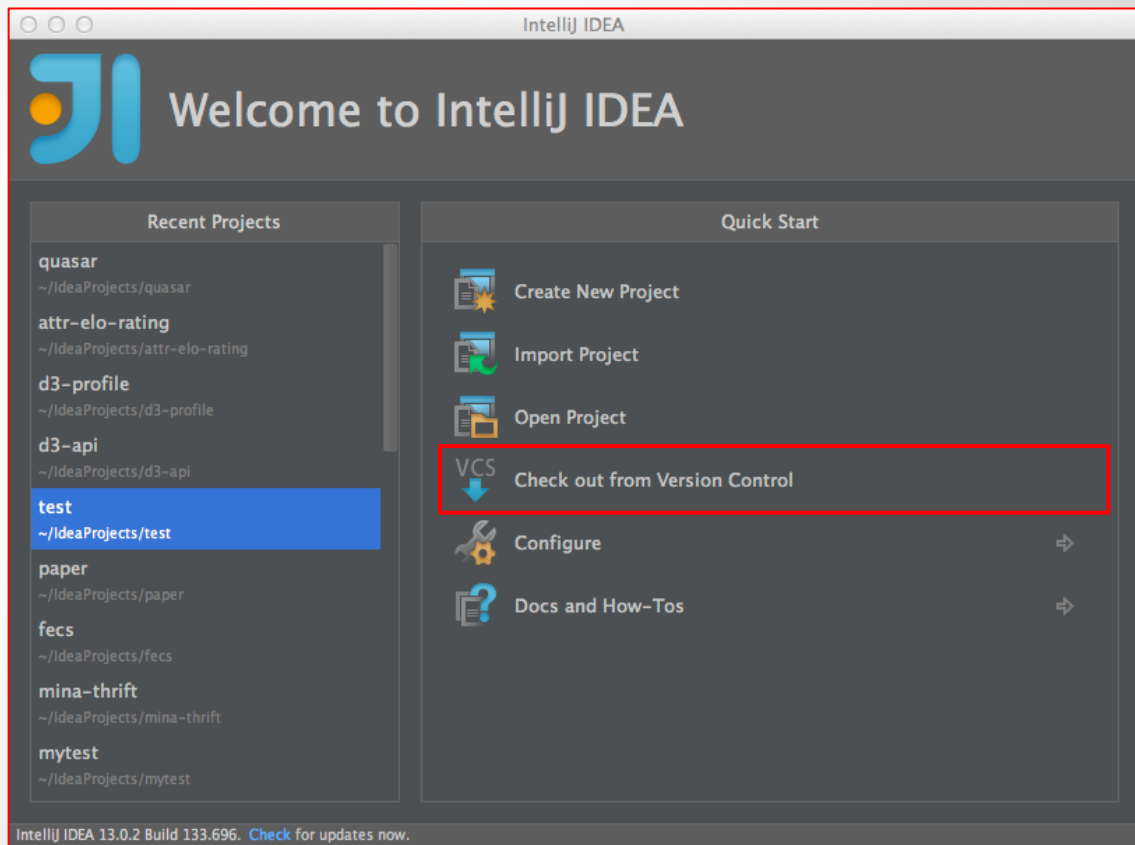 IntelliJ IDEA
Welcome to IntelliJ IDEA
Recent Projects
quasar
~/IdeaProjects/quasar
attr-elo-rating
~/IdeaProjects/attr-elo-rating
d3-profile
~/IdeaProjects/d3-profile
d3-api
~/IdeaProjects/d3-api
test
~/IdeaProjects/test
paper
~/IdeaProjects/paper
fecs
~/IdeaProjects/fecs
mina-thrift
~/IdeaProjects/mina-thrift
mytest
~/IdeaProjects/mytest
Quick Start
Create New Project
Import Project
Open Project
VCS
Check out from Version Control
Configure
Docs and How-Tos
IntelliJ IDEA 13.0.2 Build 133.696. Check for updates now.